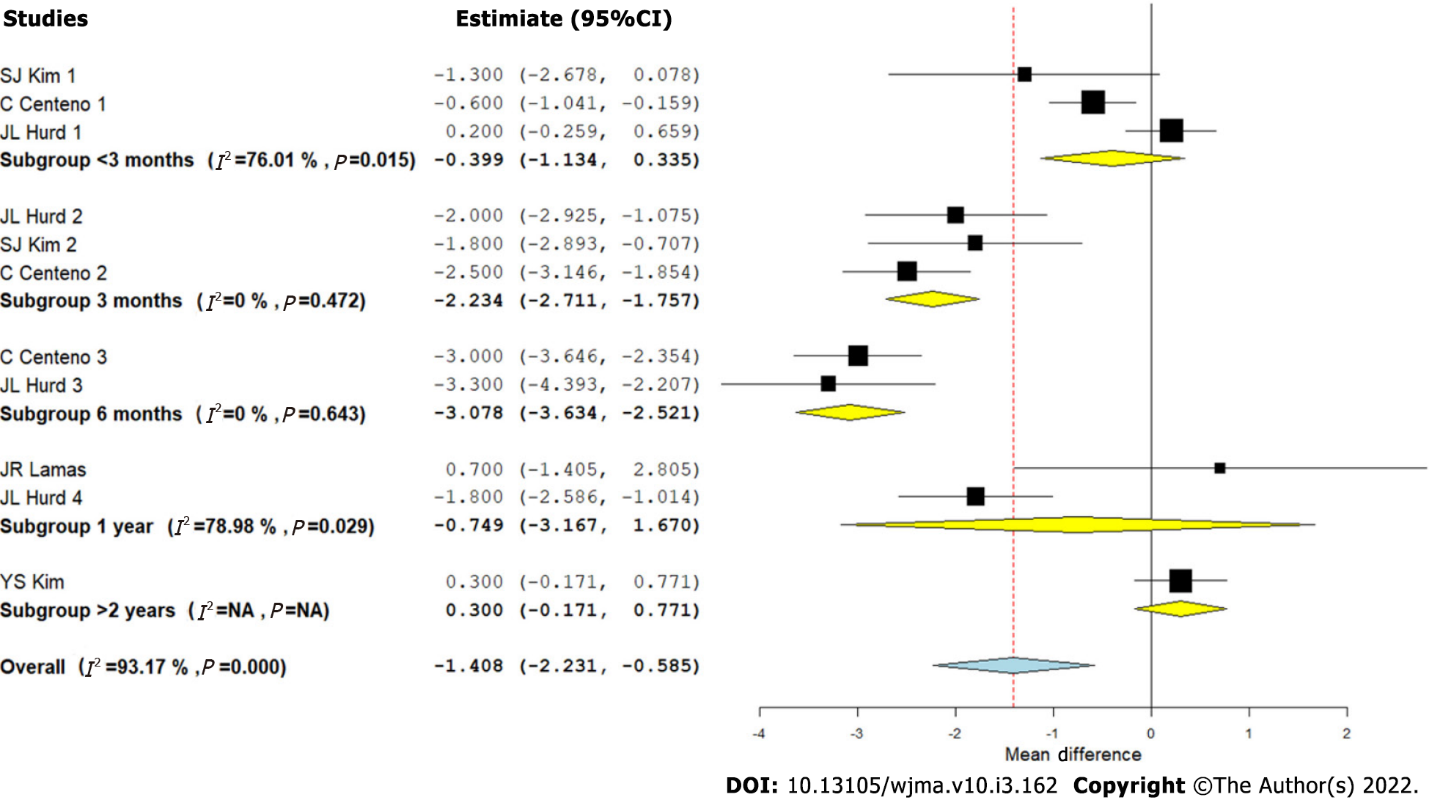 Studies Estimiate (95%CI)
SJ Kim 1 -1.300 (-2.678, 0.078)
C Centeno 1 -0.600 (-1.041, -0.159)
JL Hurd 1 0.200 (-0.259, 0.659)
Subgroup <3 months (I²=76.01 % , P=0.015) -0.399 (-1.134, 0.335)
JL Hurd 2 -2.000 (-2.925, -1.075)
SJ Kim 2 -1.800 (-2.893, -0.707)
C Centeno 2 -2.500 (-3.146, -1.854)
Subgroup 3 months (I²=0 % , P=0.472) -2.234 (-2.711, -1.757)
C Centeno 3 -3.000 (-3.646, -2.354)
JL Hurd 3 -3.300 (-4.393, -2.207)
Subgroup 6 months (I²=0 % , P=0.643) -3.078 (-3.634, -2.521)
JR Lamas 0.700 (-1.405, 2.805)
JL Hurd 4 -1.800 (-2.586, -1.014)
Subgroup 1 year (I²=78.98 % , P=0.029) -0.749 (-3.167, 1.670)
YS Kim 0.300 (-0.171, 0.771)
Subgroup >2 years (I²=NA , P=NA) 0.300 (-0.171, 0.771)
Overall (I²=93.17 % , P=0.000) -1.408 (-2.231, -0.585)
-4 -3 -2 -1 0 1 2
Mean difference
DOI: 10.13105/wjma.v10.i3.162 Copyright ©The Author(s) 2022.